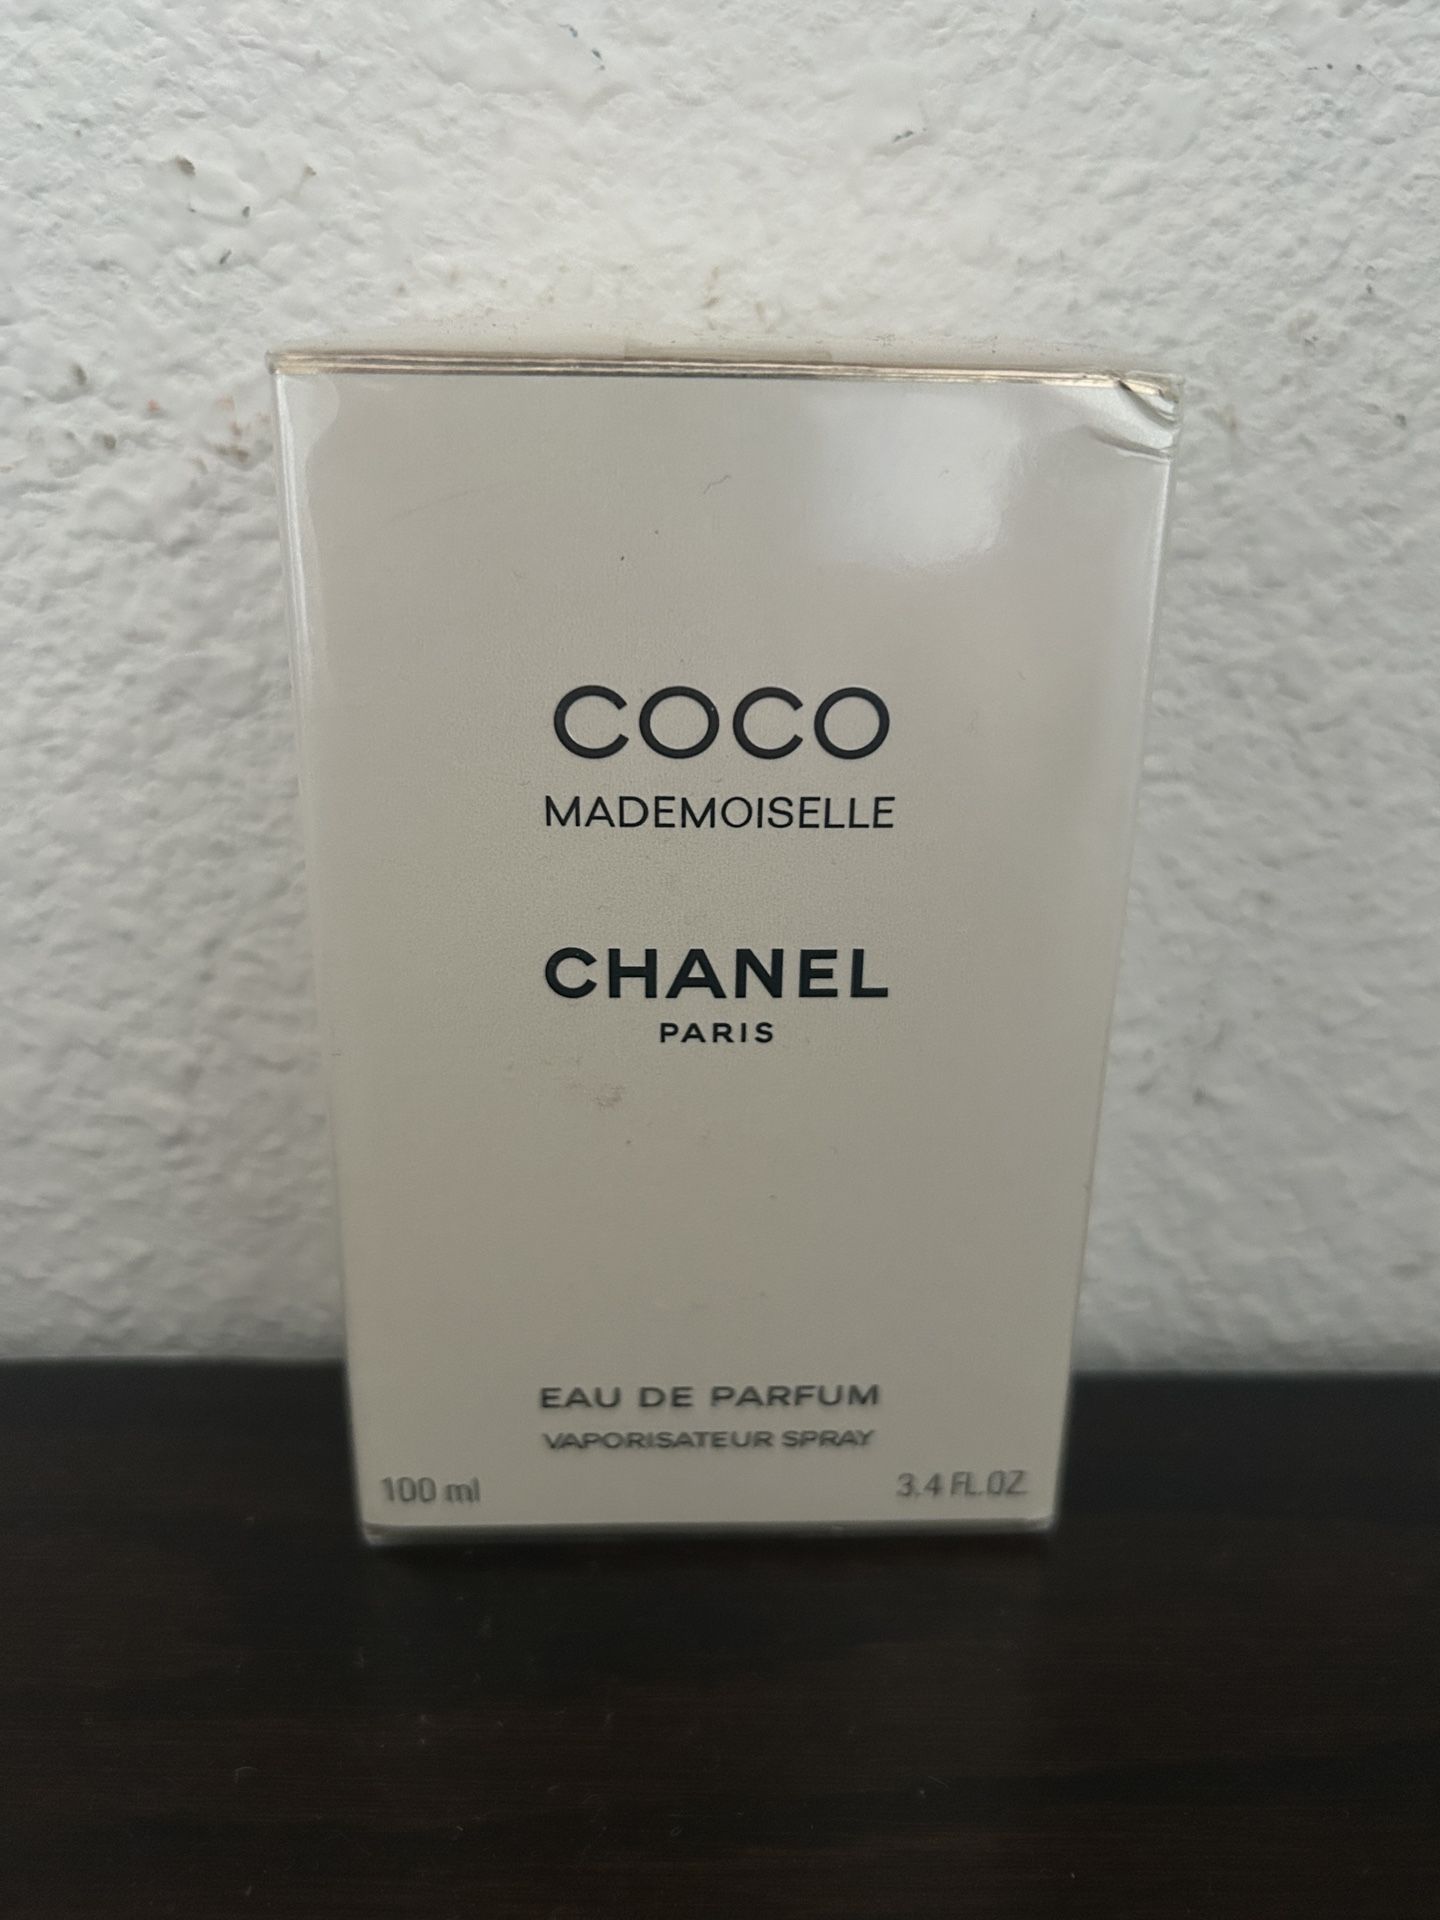 COCO
MADEMOISELLE
CHANEL
PARIS
EAU DE PARFUM
VAPORISATEUR SPRAY
100 ml 3.4 FL.OZ.